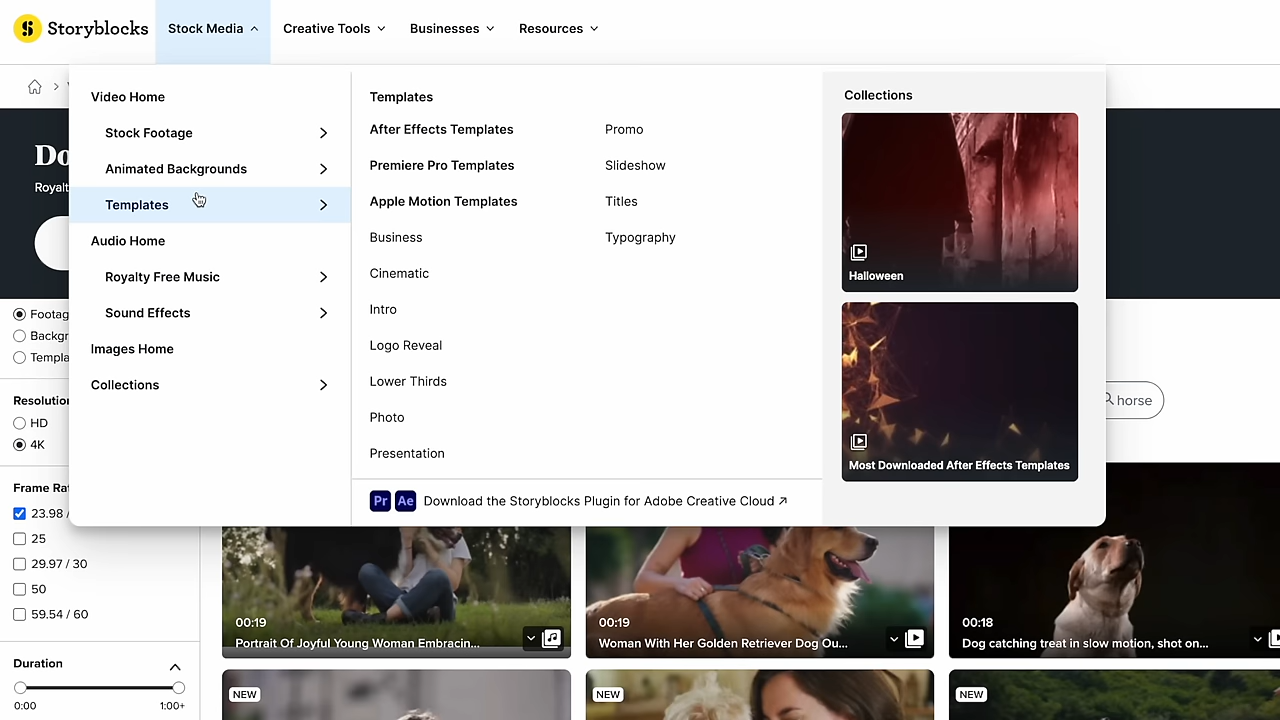 Storyblocks
Stock Media
Creative Tools
Businesses
Resources
Video Home
Stock Footage
Animated Backgrounds
Templates
Audio Home
Royalty Free Music
Sound Effects
Images Home
Collections
Templates
After Effects Templates
Premiere Pro Templates
Apple Motion Templates
Business
Cinematic
Intro
Logo Reveal
Lower Thirds
Photo
Presentation
Promo
Slideshow
Titles
Typography
Pr Ae Download the Storyblocks Plugin for Adobe Creative Cloud
Collections
Halloween
Most Downloaded After Effects Templates
Do
Royalt
Footag
Backgr
Templa
Resolution
HD
4K
Frame Rat
23.98 /
25
29.97 / 30
50
59.54 / 60
Duration
0:00
1:00+
horse
00:19
Portrait Of Joyful Young Woman Embracin...
00:19
Woman With Her Golden Retriever Dog Ou...
00:18
Dog catching treat in slow motion, shot on...
NEW
NEW
NEW